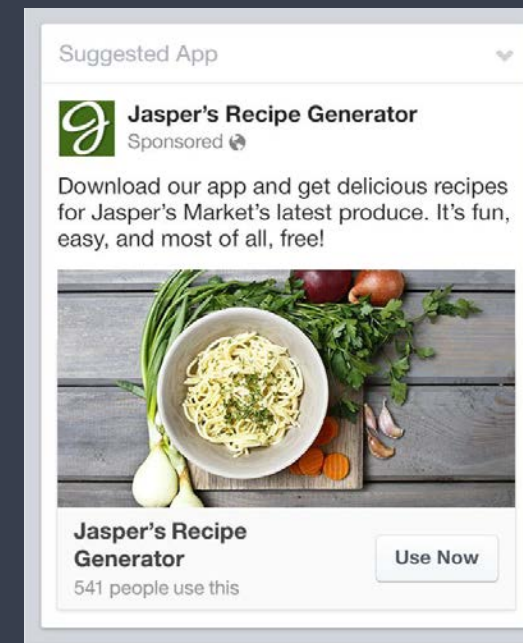 Suggested App
Jasper's Recipe Generator
Sponsored
Download our app and get delicious recipes
for Jasper's Market's latest produce. It's fun,
easy, and most of all, free!
Jasper's Recipe
Generator
541 people use this
Use Now